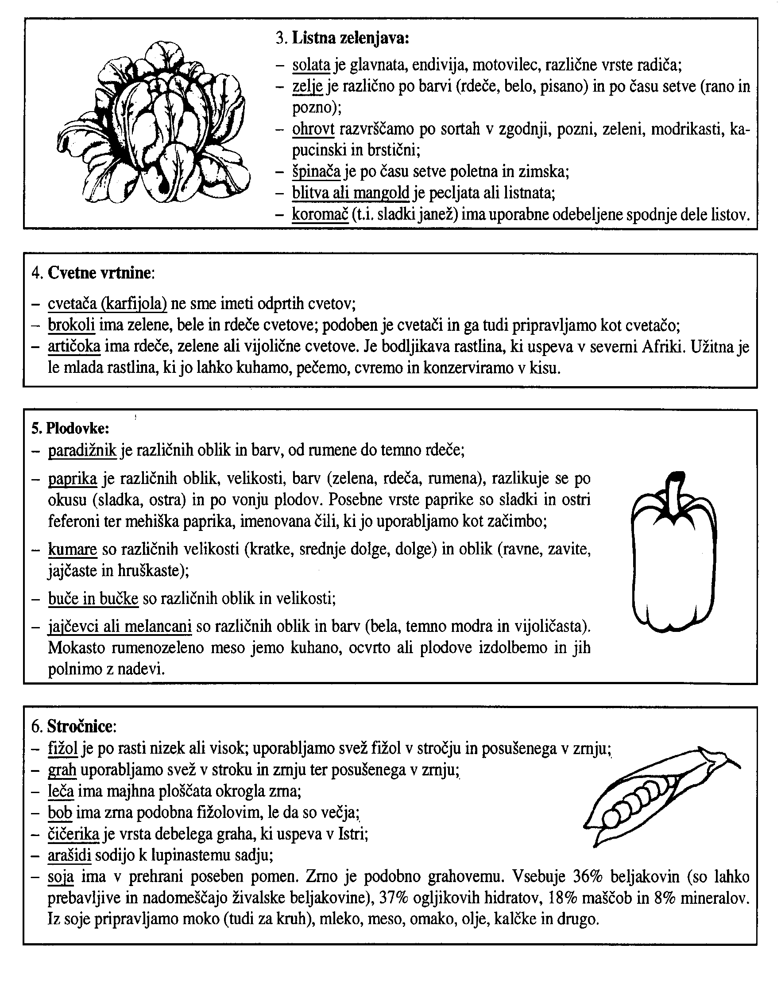 3. Listna zelenjava:
– solata je glavnata, endivija, motovilec, različne vrste radiča;
– zelje je različno po barvi (rdeče, belo, pisano) in po času setve (rano in
pozno);
– ohrovt razvrščamo po sortah v zgodnji, pozni, zeleni, modrikasti, ka-
pucinski in brstični;
– špinača je po času setve poletna in zimska;
– blitva ali mangold je pecljata ali listnata;
– koromač (t.i. sladki janež) ima uporabne odebeljene spodnje dele listov.
4. Cvetne vrtnine:
– cvetača (karfijola) ne sme imeti odprtih cvetov;
– brokoli ima zelene, bele in rdeče cvetove; podoben je cvetači in ga tudi pripravljamo kot cvetačo;
– artičoka ima rdeče, zelene ali vijolične cvetove. Je bodljikava rastlina, ki uspeva v severni Afriki. Užitna je
le mlada rastlina, ki jo lahko kuhamo, pečemo, cvremo in konzerviramo v kisu.
5. Plodovke:
– paradižnik je različnih oblik in barv, od rumene do temno rdeče;
– paprika je različnih oblik, velikosti, barv (zelena, rdeča, rumena), razlikuje se po
okusu (sladka, ostra) in po vonju plodov. Posebne vrste paprike so sladki in ostri
feferoni ter mehiška paprika, imenovana čili, ki jo uporabljamo kot začimbo;
– kumare so različnih velikosti (kratke, srednje dolge, dolge) in oblik (ravne, zavite,
jajčaste in hruškaste);
– buče in bučke so različnih oblik in velikosti;
– jajčevci ali melancani so različnih oblik in barv (bela, temno modra in vijoličasta).
Mokasto rumenozeleno meso jemo kuhano, ocvrto ali plodove izdolbemo in jih
polnimo z nadevi.
6. Stročnice:
– fižol je po rasti nizek ali visok; uporabljamo svež fižol v stročju in posušenega v zrnju;
– grah uporabljamo svež v stroku in zrnju ter posušenega v zrnju;
– leča ima majhna ploščata okrogla zrna;
– bob ima zrna podobna fižolovim, le da so večja;
– čičerika je vrsta debelega graha, ki uspeva v Istri;
– arašidi sodijo k lupinastemu sadju;
– soja ima v prehrani poseben pomen. Zrno je podobno grahovemu. Vsebuje 36% beljakovin (so lahko
prebavljive in nadomeščajo živalske beljakovine), 37% ogljikovih hidratov, 18% maščob in 8% mineralov.
Iz soje pripravljamo moko (tudi za kruh), mleko, meso, omako, olje, kalčke in drugo.